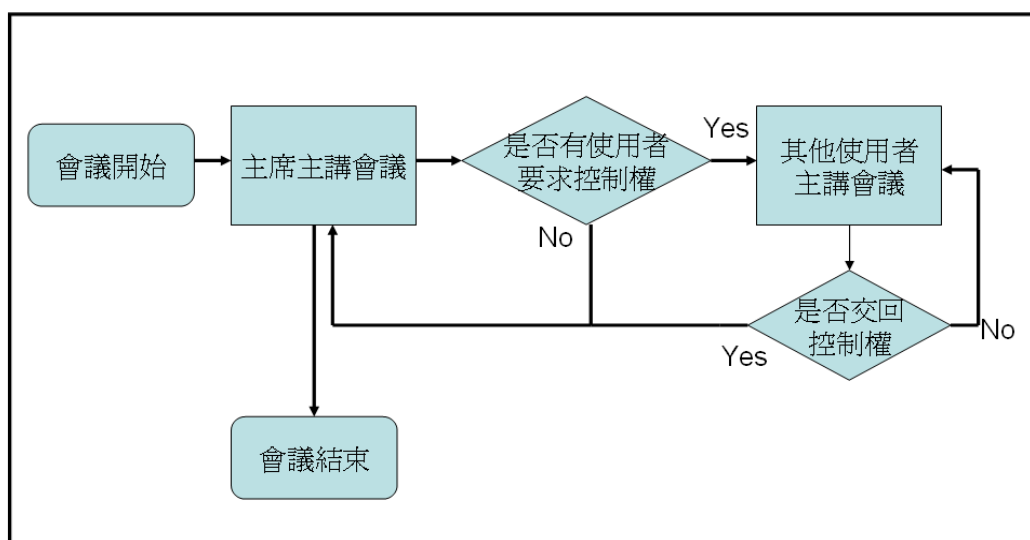 會議開始
主席主講會議
是否有使用者
要求控制權
Yes
其他使用者
主講會議
No
是否交回
控制權
Yes
No
會議結束